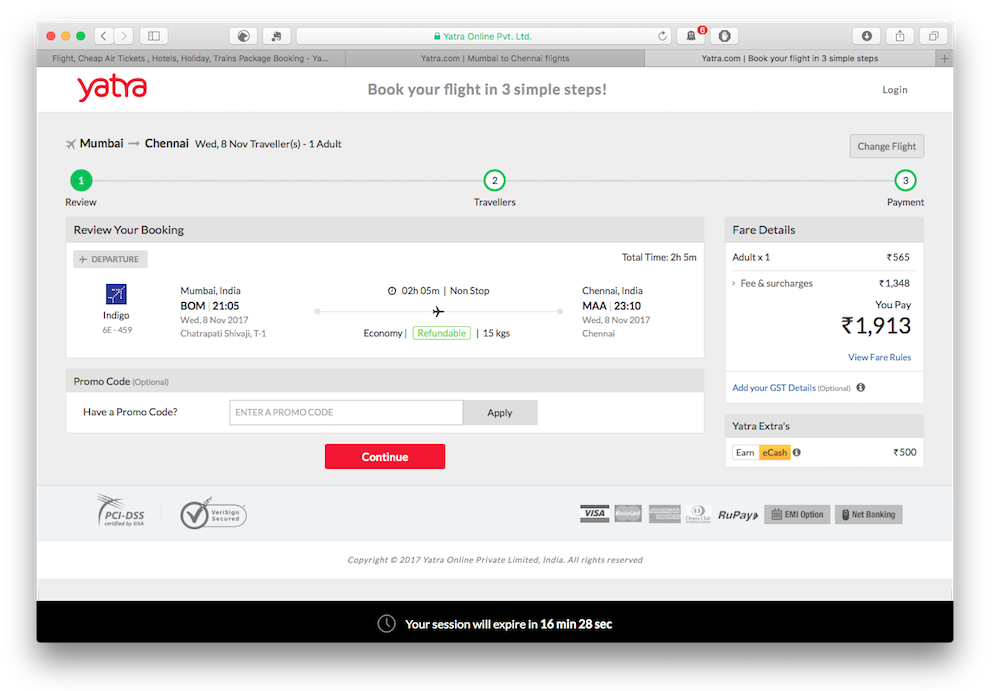 Yatra Online Pvt. Ltd.
6
Flight, Cheap Air Tickets , Hotels, Holiday, Trains Package Booking - Ya...
Yatra.com | Mumbai to Chennai flights
Yatra.com | Book your flight in 3 simple steps
yatra
Book your flight in 3 simple steps!
Login
Mumbai → Chennai Wed, 8 Nov Traveller(s) - 1 Adult
Change Flight
1
2
3
Review
Travellers
Payment
Review Your Booking
DEPARTURE
Total Time: 2h 5m
Indigo
6E - 459
Mumbai, India
BOM | 21:05
Wed, 8 Nov 2017
Chatrapati Shivaji, T-1
02h 05m | Non Stop
Economy | Refundable | 15 kgs
Chennai, India
MAA | 23:10
Wed, 8 Nov 2017
Chennai
Fare Details
Adult x 1 ₹565
› Fee & surcharges ₹1,348
You Pay
₹1,913
View Fare Rules
Add your GST Details (Optional)
Promo Code (Optional)
Have a Promo Code?
ENTER A PROMO CODE
Apply
Yatra Extra's
Earn eCash ₹500
Continue
PCI-DSS
certified by SISA
VeriSign
Secured
VISA
MasterCard
AMERICAN EXPRESS
Diners Club
INTERNATIONAL
RuPay
EMI Option
Net Banking
Copyright © 2017 Yatra Online Private Limited, India. All rights reserved
Your session will expire in 16 min 28 sec